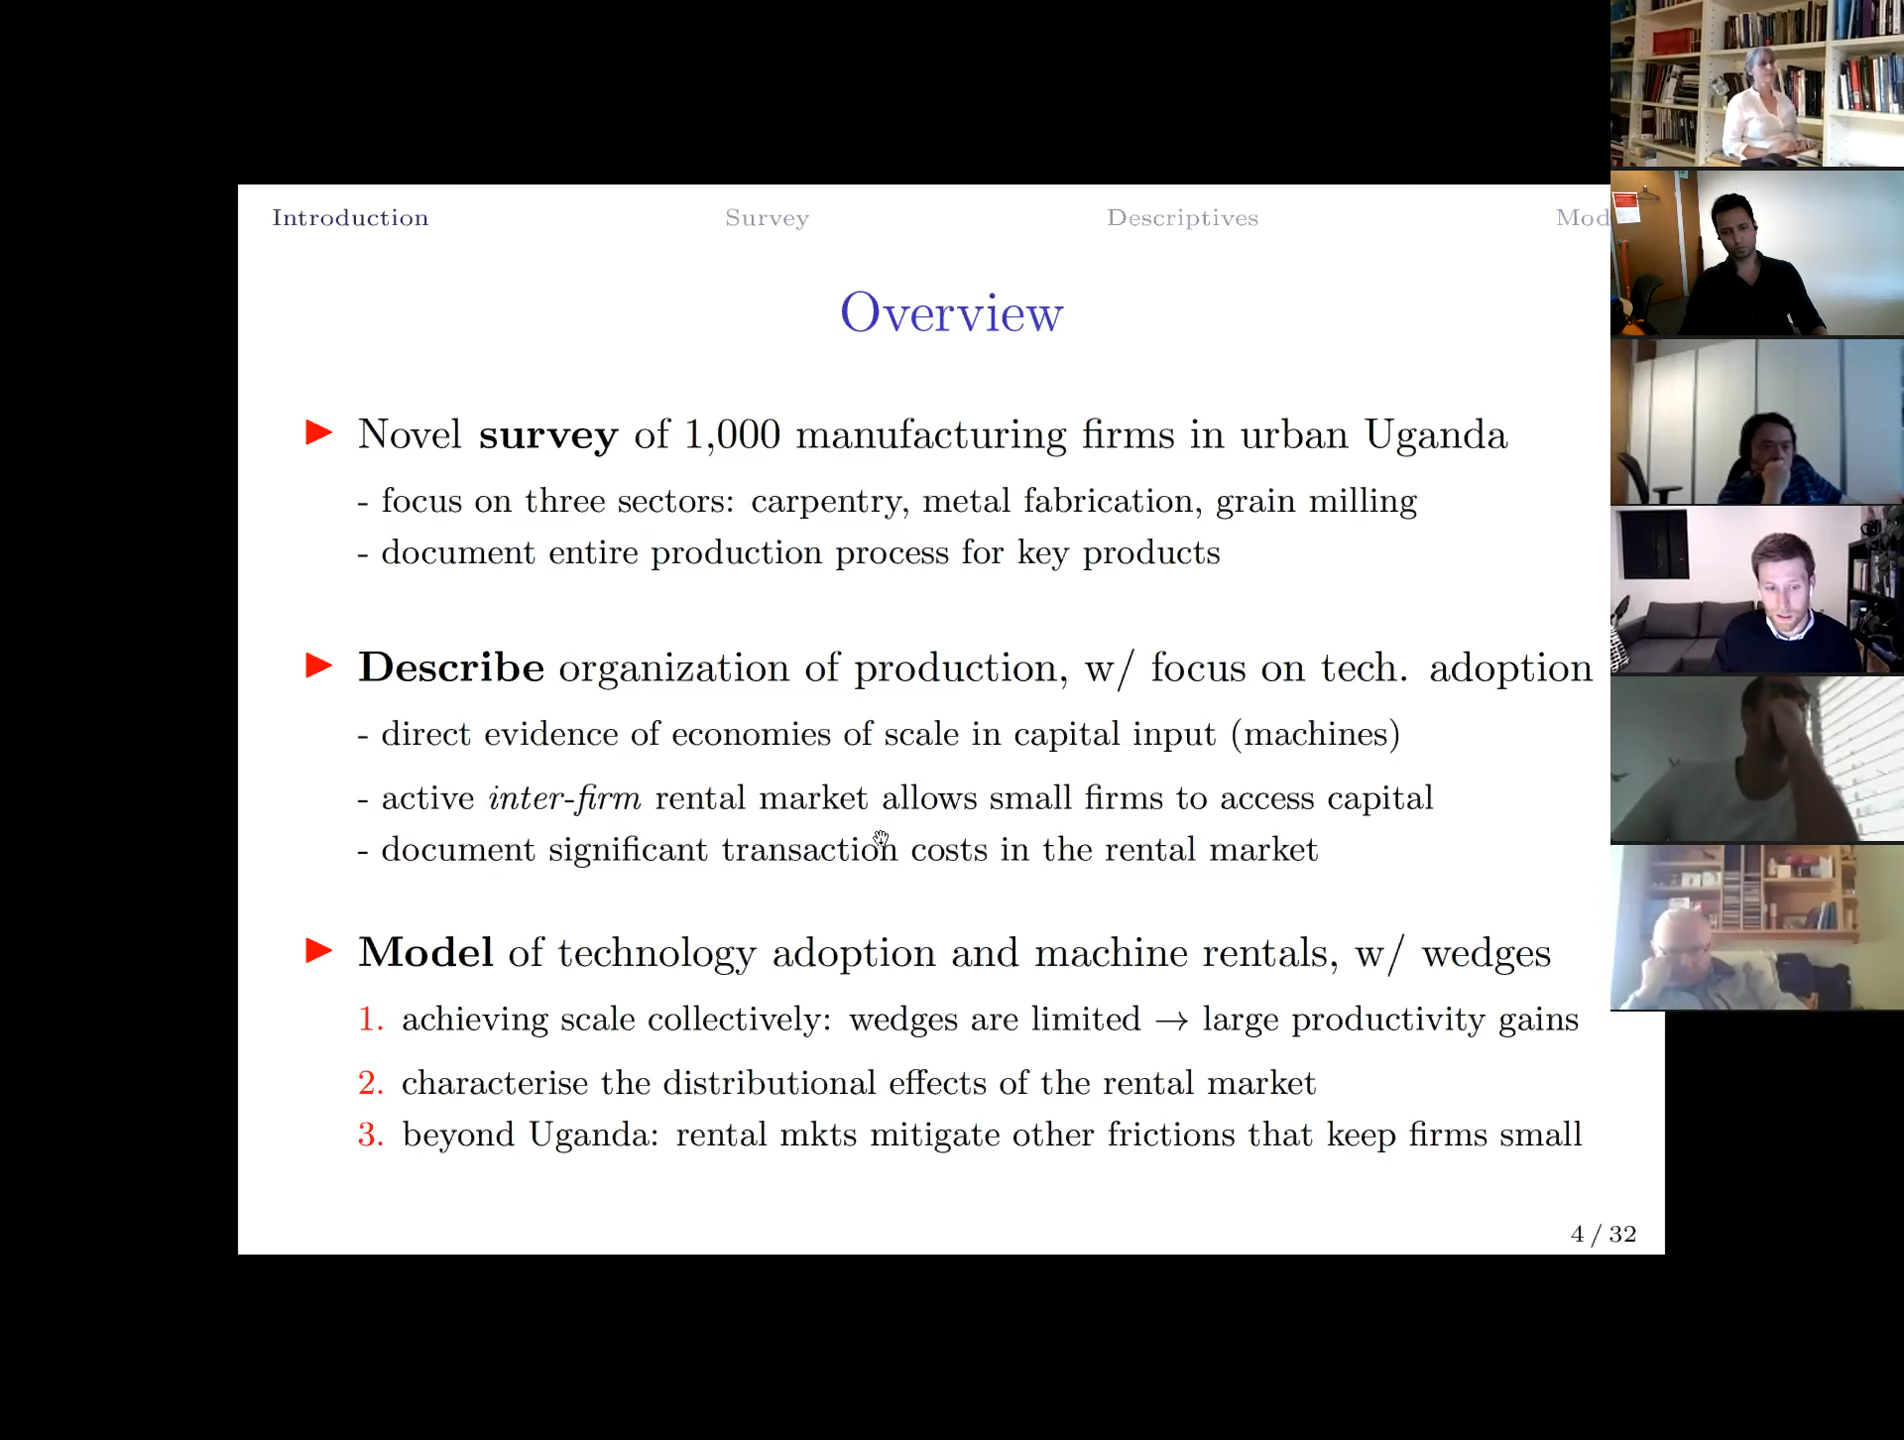 Introduction Survey Descriptives Mod
Overview
▶ Novel survey of 1,000 manufacturing firms in urban Uganda
- focus on three sectors: carpentry, metal fabrication, grain milling
- document entire production process for key products
▶ Describe organization of production, w/ focus on tech. adoption
- direct evidence of economies of scale in capital input (machines)
- active inter-firm rental market allows small firms to access capital
- document significant transaction costs in the rental market
▶ Model of technology adoption and machine rentals, w/ wedges
1. achieving scale collectively: wedges are limited → large productivity gains
2. characterise the distributional effects of the rental market
3. beyond Uganda: rental mkts mitigate other frictions that keep firms small
4 / 32